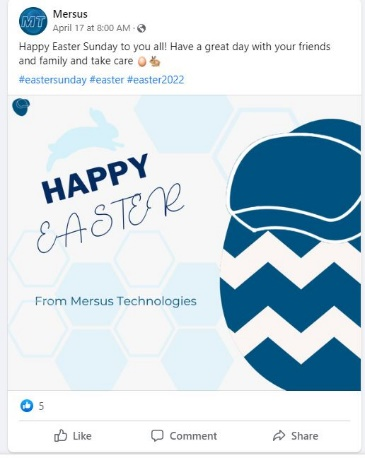 MT
Mersus
April 17 at 8:00 AM ·
Happy Easter Sunday to you all! Have a great day with your friends
and family and take care 🥚🐇
#eastersunday #easter #easter2022
HAPPY
EASTER
From Mersus Technologies
5
Like Comment Share